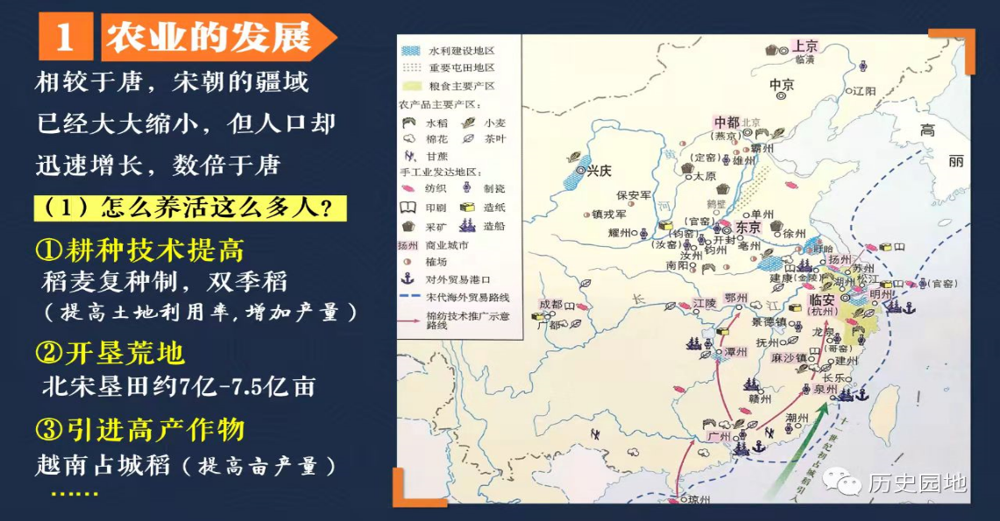 1 农业的发展
相较于唐，宋朝的疆域
已经大大缩小，但人口却
迅速增长，数倍于唐
（1）怎么养活这么多人？
①耕种技术提高
稻麦复种制，双季稻
（提高土地利用率,增加产量）
②开垦荒地
北宋垦田约7亿-7.5亿亩
③引进高产作物
越南占城稻（提高亩产量）
……
水利建设地区
重要屯田地区
粮食主要产区
农产品主要产区：
水稻 小麦
棉花 茶叶
甘蔗
手工业发达地区：
纺织 制瓷
印刷 造纸
采矿 造船
扬州 商业城市
榷场
对外贸易港口
宋代海外贸易路线
棉纺技术推广示意
路线
上京
临潢
中京
辽阳
中都 北京
(燕京)
霸州
(定窑) 雄州
太原
高
丽
兴庆
保安军
镇戎军
黄
河
鹤壁
单州
(官窑)
东京
徐州
耀州
(钧窑)
开封
(汝窑)
钧州
亳州
汝州
南阳
盱眙
扬州
建康
(金陵)
苏州
松江
湖州
(官窑)
明州
临安
(杭州)
成都
广都
长
江
江陵
鄂州
景德镇
龙泉
(哥窑)
抚州
麻沙镇
建州
潭州
长乐
泉州
赣州
潮州
广州
琼州
十一世纪初占城稻引入
历史园地